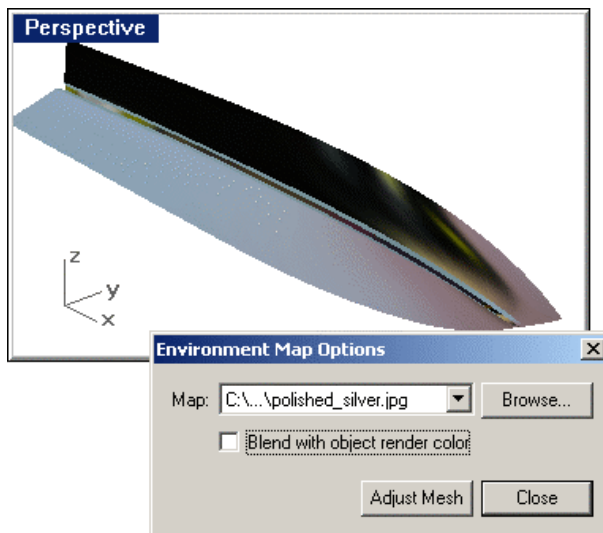 Perspective
z
y
x
Environment Map Options
Map: C:\...\polished_silver.jpg Browse...
Blend with object render color
Adjust Mesh Close